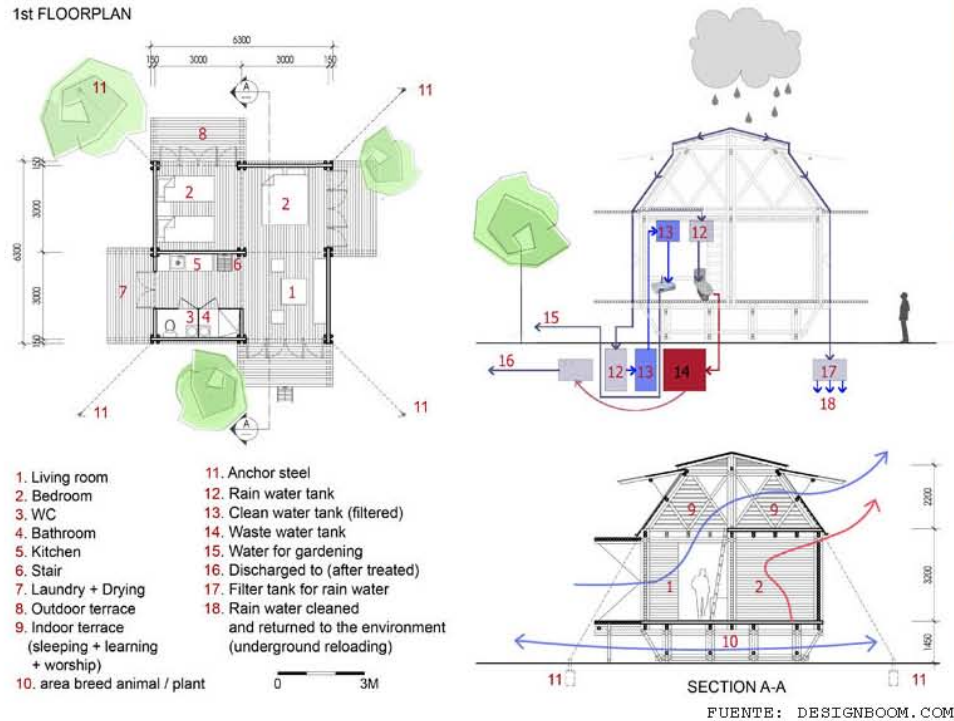 1st FLOORPLAN
6300
150 3000 3000 150
A
11
11
8
2
2
150
3000
6300
3000
150
5
6
7
1
3 4
11
11
A
13
12
15
16
12
13
14
17
18
1. Living room
2. Bedroom
3. WC
4. Bathroom
5. Kitchen
6. Stair
7. Laundry + Drying
8. Outdoor terrace
9. Indoor terrace
(sleeping + learning
+ worship)
10. area breed animal / plant
11. Anchor steel
12. Rain water tank
13. Clean water tank (filtered)
14. Waste water tank
15. Water for gardening
16. Discharged to (after treated)
17. Filter tank for rain water
18. Rain water cleaned
and returned to the environment
(underground reloading)
0 3M
9
9
2200
1
2
3200
10
1450
11
11
SECTION A-A
FUENTE: DESIGNBOOM.COM